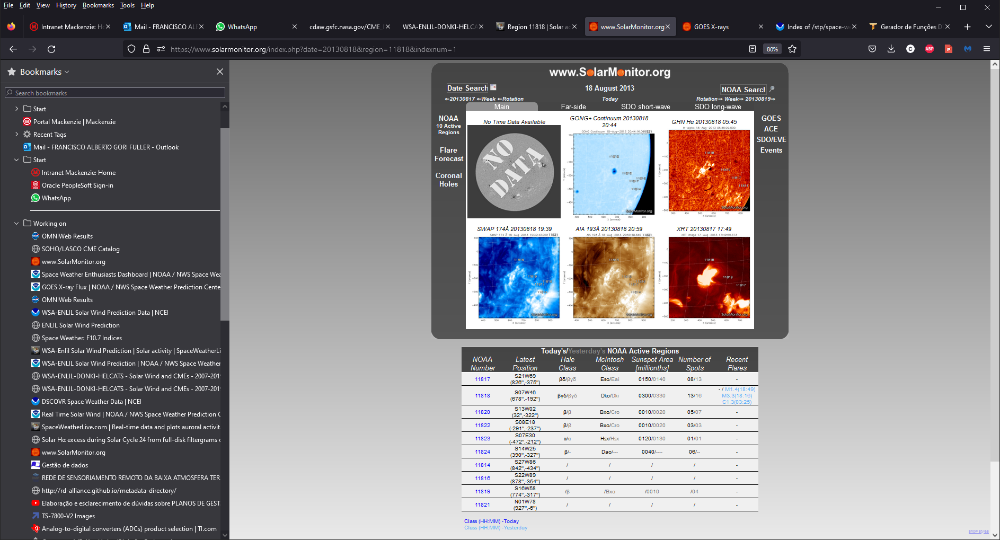 File Edit View History Bookmarks Tools Help
Intranet Mackenzie: H
Mail - FRANCISCO AL
WhatsApp
cdaw.gsfc.nasa.gov/CME_
WSA-ENLIL-DONKI-HELCA
Region 11818 | Solar a
www.SolarMonitor.org
GOES X-rays
Index of /stp/space-w
Gerador de Funções D
https://www.solarmonitor.org/index.php?date=20130818&region=11818&indexnum=1
80%
ABP
Bookmarks
Search bookmarks
Start
Portal Mackenzie | Mackenzie
Recent Tags
Mail - FRANCISCO ALBERTO GORI FULLER - Outlook
Start
Intranet Mackenzie: Home
Oracle PeopleSoft Sign-in
WhatsApp
Working on
OMNIWeb Results
SOHO/LASCO CME Catalog
www.SolarMonitor.org
Space Weather Enthusiasts Dashboard | NOAA / NWS Space Wea
GOES X-ray Flux | NOAA / NWS Space Weather Prediction Cente
OMNIWeb Results
WSA-ENLIL Solar Wind Prediction Data | NCEI
ENLIL Solar Wind Prediction
Space Weather: F10.7 Indices
WSA-Enlil Solar Wind Prediction | Solar activity | SpaceWeatherLi
WSA-ENLIL Solar Wind Prediction | NOAA / NWS Space Weather
WSA-ENLIL-DONKI-HELCATS - Solar Wind and CMEs - 2007-201
WSA-ENLIL-DONKI-HELCATS - Solar Wind and CMEs - 2007-201
DSCOVR Space Weather Data | NCEI
Real Time Solar Wind | NOAA / NWS Space Weather Prediction C
SpaceWeatherLive.com | Real-time data and plots auroral activit
Solar Hα excess during Solar Cycle 24 from full-disk filtergrams o
www.SolarMonitor.org
Gestão de dados
REDE DE SENSORIAMENTO REMOTO DA BAIXA ATMOSFERA TER
http://rd-alliance.github.io/metadata-directory/
Elaboração e esclarecimento de dúvidas sobre PLANOS DE GEST
TS-7800-V2 Images
Analog-to-digital converters (ADCs) product selection | TI.com
www.SolarMonitor.org
Date Search
18 August 2013
NOAA Search
⇐20130817 ⇐Week ⇐Rotation
Today
Rotation⇒ Week⇒ 20130819⇒
Main
Far-side
SDO short-wave
SDO long-wave
NOAA
10 Active
Regions
Flare
Forecast
Coronal
Holes
GOES
ACE
SDO/EVE
Events
No Time Data Available
NO DATA
GONG+ Continuum 20130818
20:44
GHN Hα 20130818 05:45
SWAP 174Å 20130818 19:39
AIA 193Å 20130818 20:59
XRT 20130817 17:49
Today's/Yesterday's NOAA Active Regions
NOAA Number Latest Position Hale Class McIntosh Class Sunspot Area [millionths] Number of Spots Recent Flares
11817 S21W69 (826",-375") βδ/βγδ Eso/Eai 0150/0140 08/13 -
11818 S07W46 (678",-192") βγδ/βγδ Dko/Dki 0300/0330 13/16 - / M1.4(18:49) M3.3(18:16) C1.3(03:25)
11820 S13W02 (32",-322") β/β Bxo/Cro 0010/0020 05/07 -
11822 S08E18 (-291",-237") β/β Bxo/Cro 0010/0020 03/03 -
11823 S07E30 (-472",-212") α/α Hsx/Hsx 0120/0130 01/01 -
11824 S14W25 (390",-327") β/- Dao/--- 0040/---- 06/-- -
11814 S27W86 (842",-434") / / / / -
11816 S22W89 (878",-354") / / / / -
11819 S16W58 (774",-317") /β /Bxo /0010 /04 -
11821 N01W78 (927",-6") / / / / -
Class (HH:MM) -Today
Class (HH:MM) -Yesterday
show styles